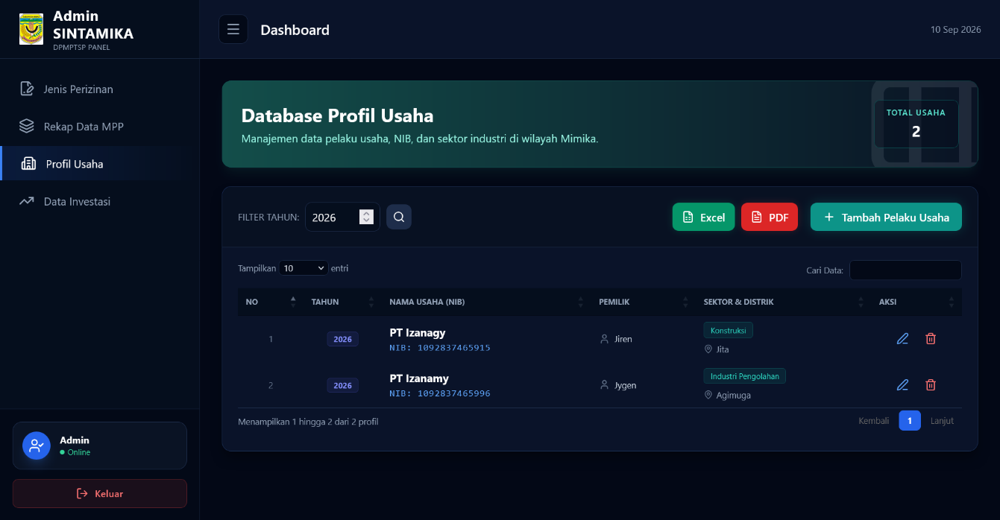 Admin
SINTAMIKA
DPMPTSP PANEL
Dashboard
10 Sep 2026
Jenis Perizinan
Rekap Data MPP
Profil Usaha
Data Investasi
Database Profil Usaha
Manajemen data pelaku usaha, NIB, dan sektor industri di wilayah Mimika.
TOTAL USAHA
2
FILTER TAHUN: 2026
Excel
PDF
+ Tambah Pelaku Usaha
Tampilkan 10 entri
Cari Data:
NO TAHUN NAMA USAHA (NIB) PEMILIK SEKTOR & DISTRIK AKSI
1 2026 PT Izanagy Jiren Konstruksi
NIB: 1092837465915 Jita
2 2026 PT Izanamy Jygen Industri Pengolahan
NIB: 1092837465996 Agimuga
Menampilkan 1 hingga 2 dari 2 profil
Kembali 1 Lanjut
Admin
Online
Keluar